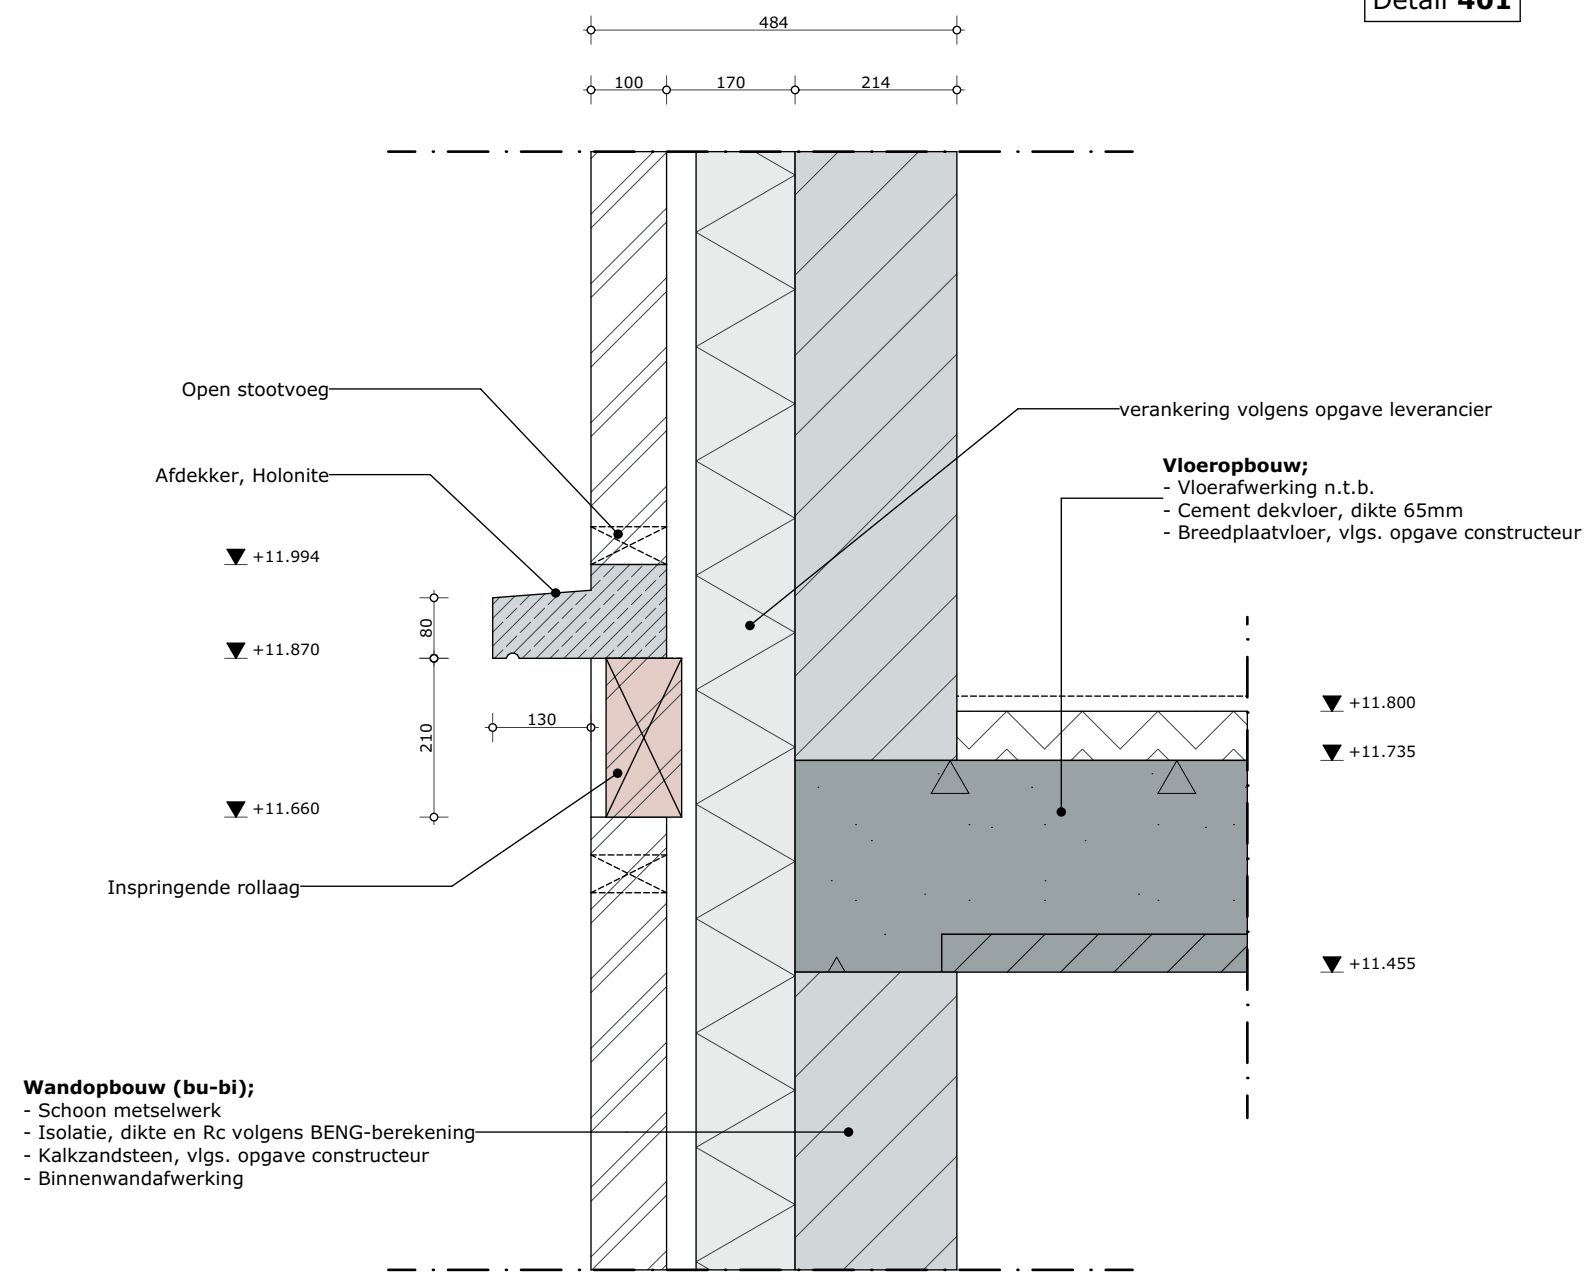 Detail 401
484
100 170 214
Open stootvoeg
verankering volgens opgave leverancier
Afdekker, Holonite
Vloeropbouw;
- Vloerafwerking n.t.b.
- Cement dekvloer, dikte 65mm
- Breedplaatvloer, vlgs. opgave constructeur
+11.994
80
+11.870
130
210
+11.800
+11.735
+11.660
Inspringende rollaag
+11.455
Wandopbouw (bu-bi);
- Schoon metselwerk
- Isolatie, dikte en Rc volgens BENG-berekening
- Kalkzandsteen, vlgs. opgave constructeur
- Binnenwandafwerking